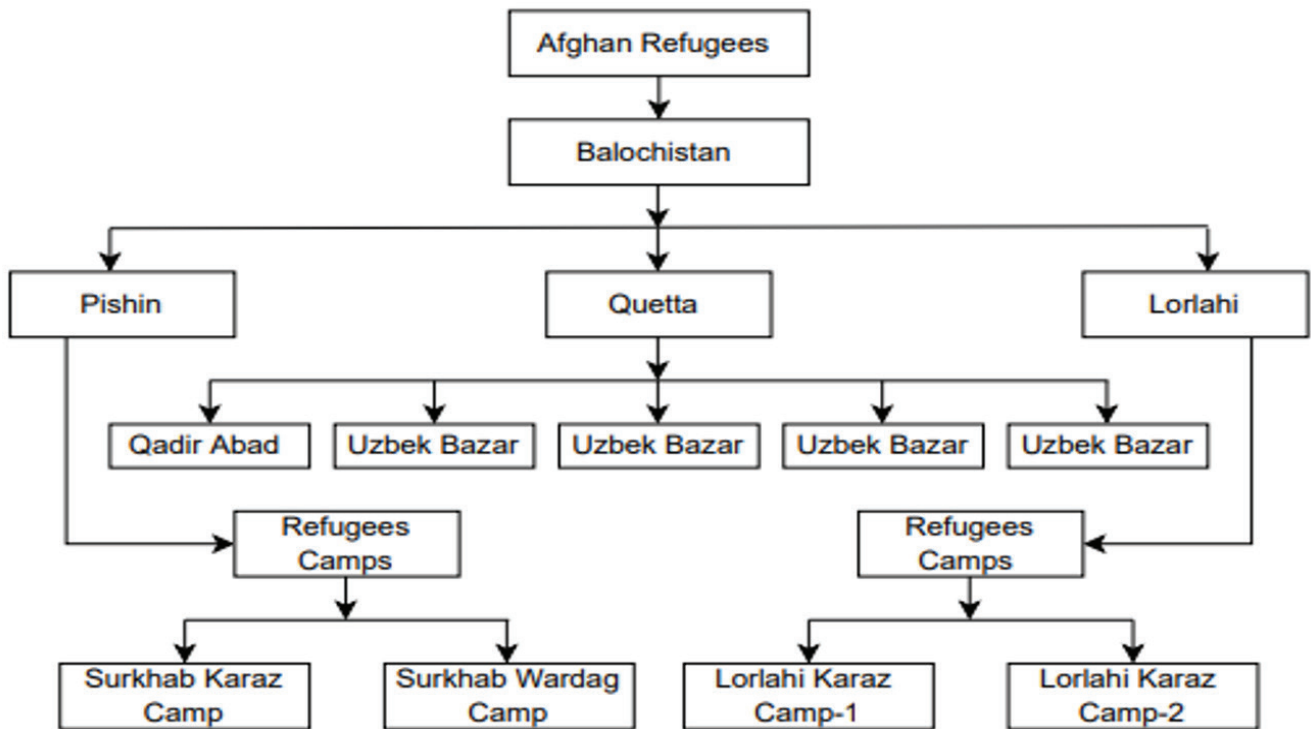 Afghan Refugees
Balochistan
Pishin
Quetta
Lorlahi
Qadir Abad
Uzbek Bazar
Uzbek Bazar
Uzbek Bazar
Uzbek Bazar
Refugees
Camps
Refugees
Camps
Surkhab Karaz
Camp
Surkhab Wardag
Camp
Lorlahi Karaz
Camp-1
Lorlahi Karaz
Camp-2